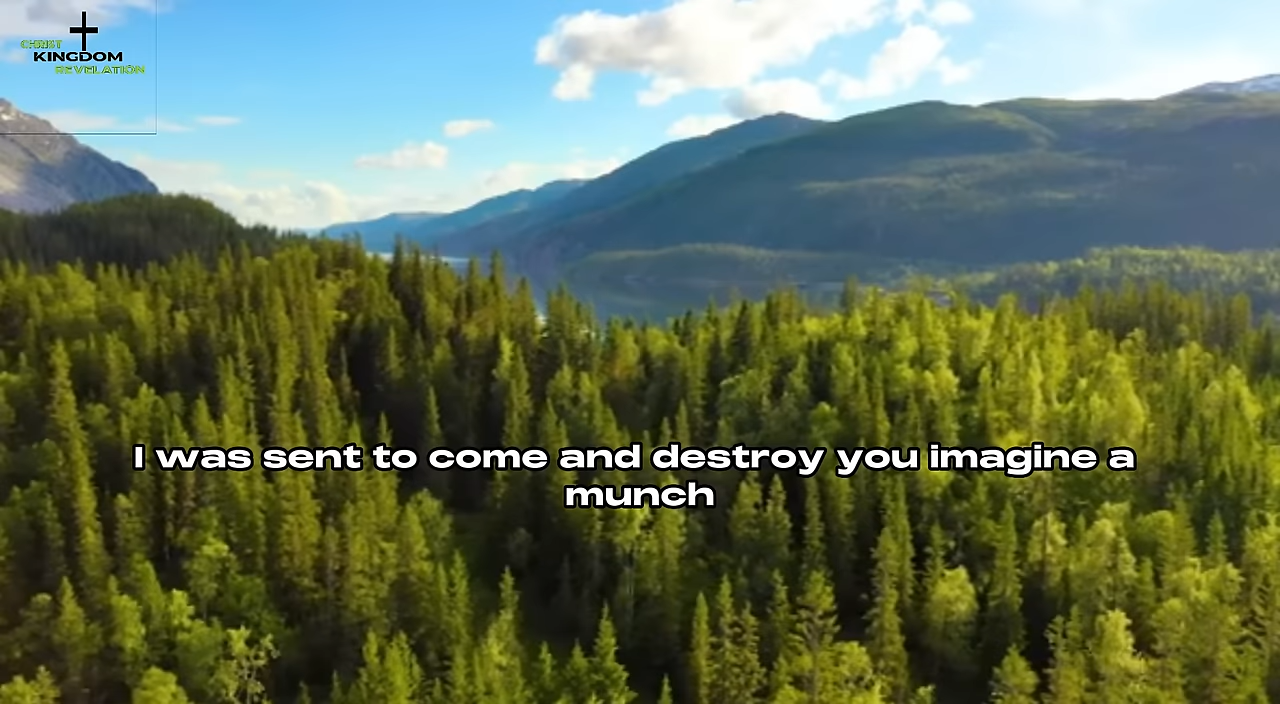 CHRIST
KINGDOM
REVELATION
I was sent to come and destroy you imagine a
munch